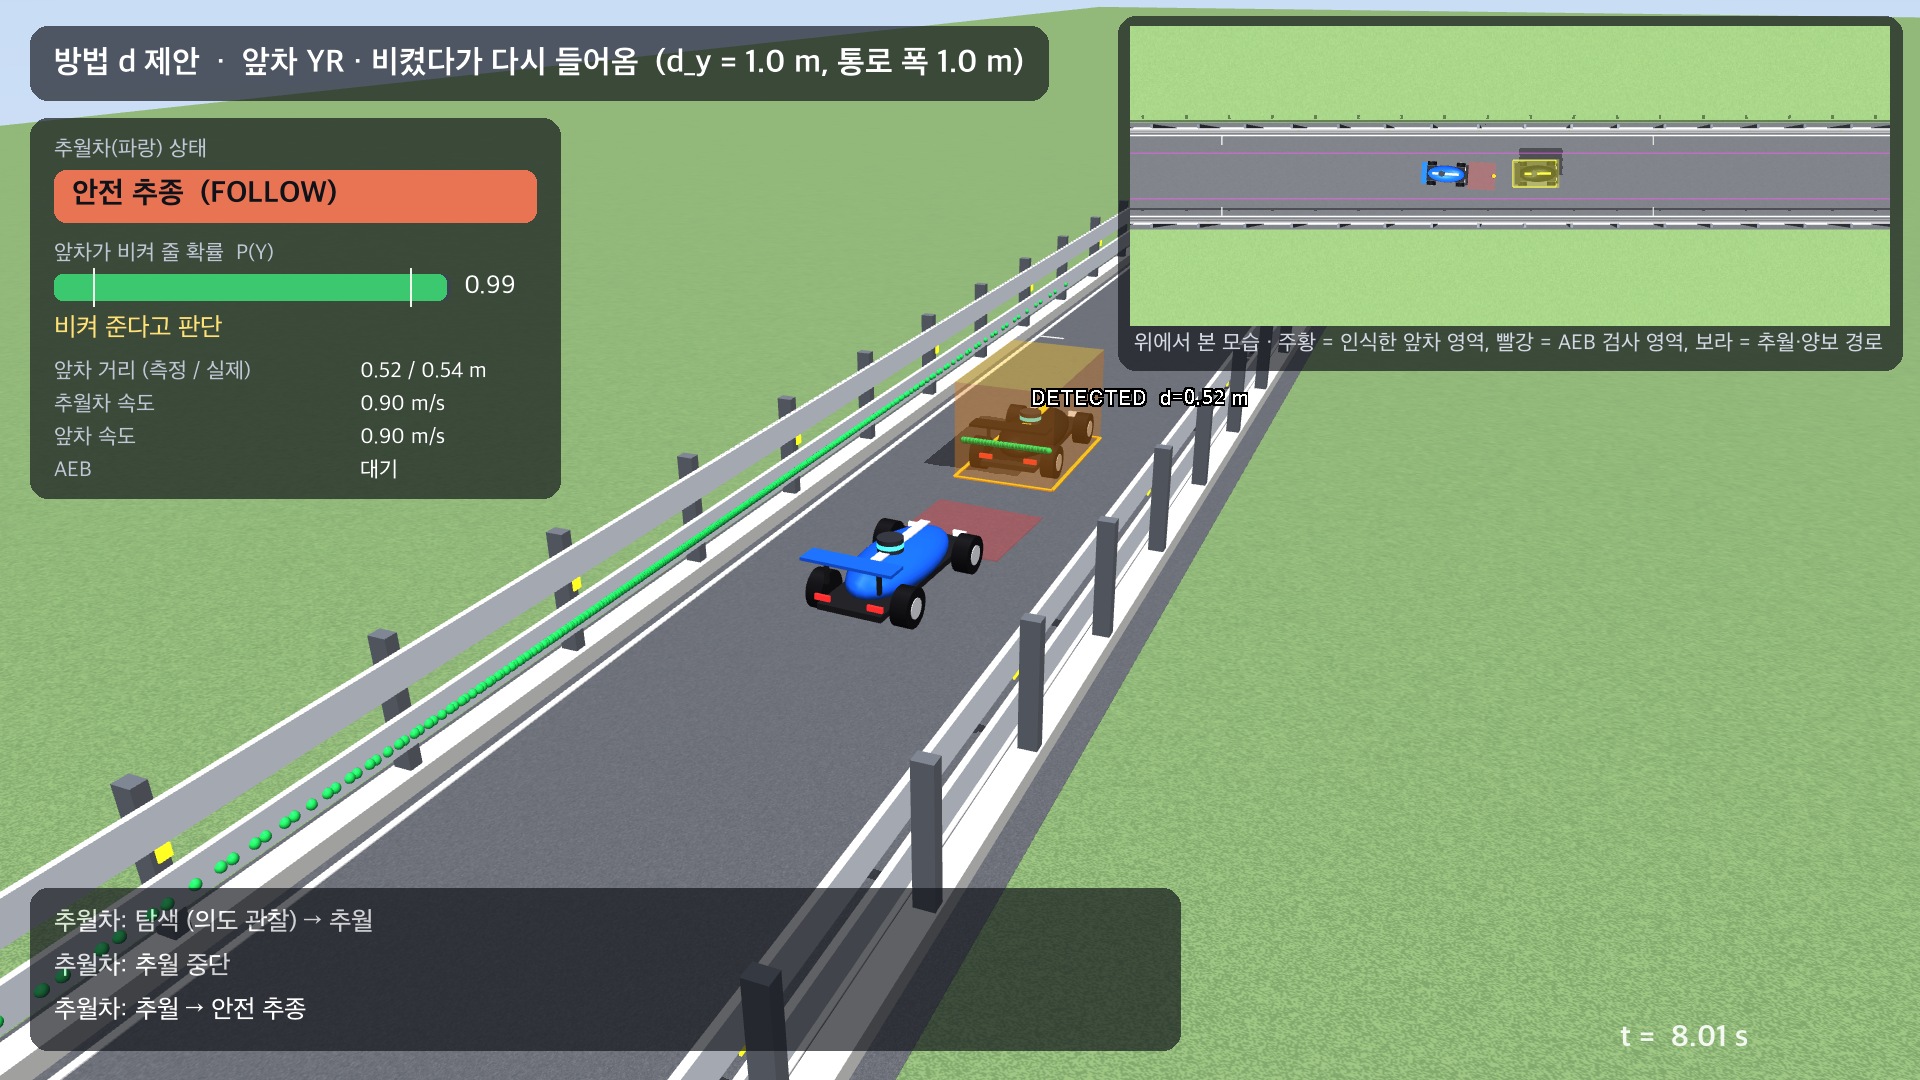 방법 d 제안 · 앞차 YR · 비켰다가 다시 들어옴 (d_y = 1.0 m, 통로 폭 1.0 m)
추월차(파랑) 상태
안전 추종 (FOLLOW)
앞차가 비켜 줄 확률 P(Y)
0.99
비켜 준다고 판단
앞차 거리 (측정 / 실제) 0.52 / 0.54 m
추월차 속도 0.90 m/s
앞차 속도 0.90 m/s
AEB 대기
위에서 본 모습 · 주황 = 인식한 앞차 영역, 빨강 = AEB 검사 영역, 보라 = 추월·양보 경로
DETECTED d=0.52 m
추월차: 탐색 (의도 관찰) → 추월
추월차: 추월 중단
추월차: 추월 → 안전 추종
t = 8.01 s